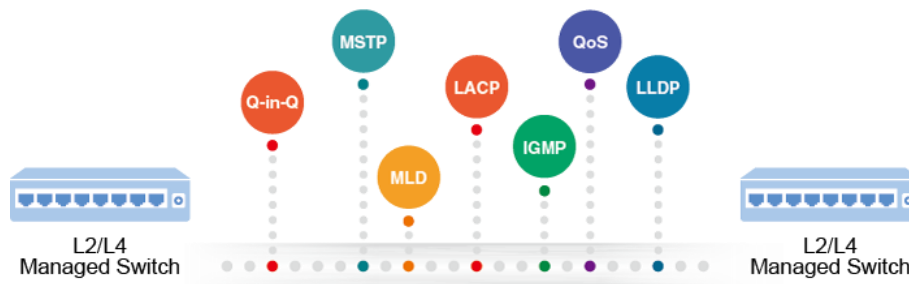 MSTP
QoS
Q-in-Q
LACP
LLDP
IGMP
MLD
L2/L4
Managed Switch
L2/L4
Managed Switch